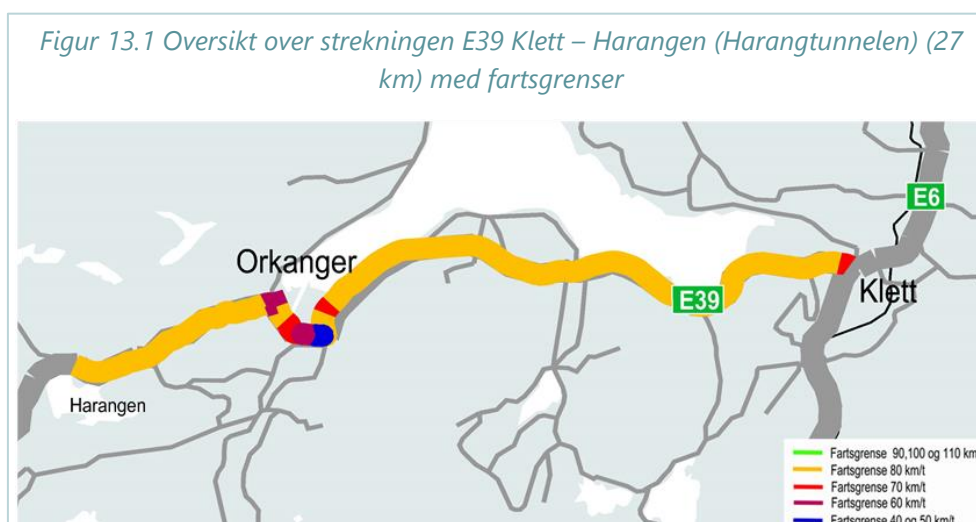 Figur 13.1 Oversikt over strekningen E39 Klett – Harangen (Harangtunnelen) (27
km) med fartsgrenser
E6
Orkanger
Klett
E39
Harangen
Fartsgrense 90,100 og 110 km
Fartsgrense 80 km/t
Fartsgrense 70 km/t
Fartsgrense 60 km/t
Fartsgrense 40 og 50 km/t